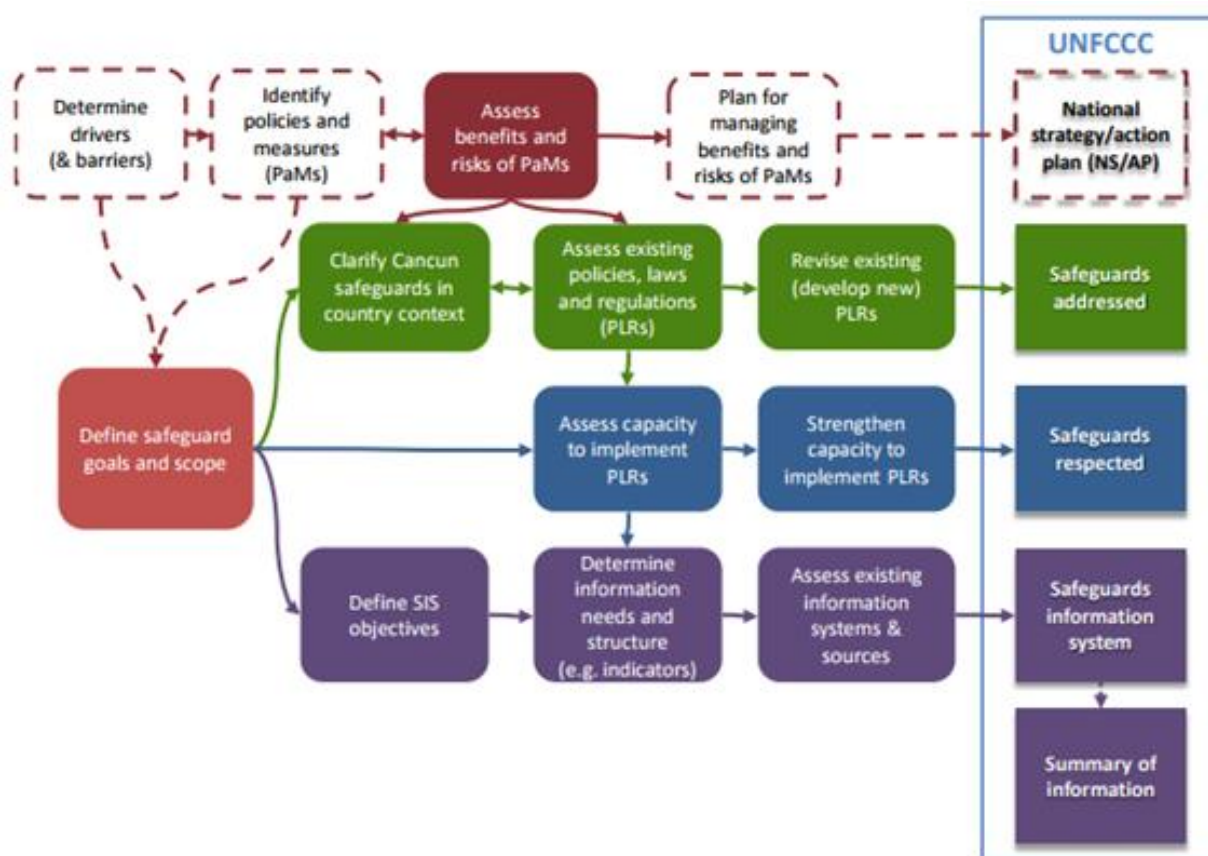 UNFCCC
Determine
drivers
(& barriers)
Identify
policies and
measures
(PaMs)
Assess
benefits and
risks of PaMs
Plan for
managing
benefits and
risks of PaMs
National
strategy/action
plan (NS/AP)
Clarify Cancun
safeguards in
country context
Assess existing
policies, laws
and regulations
(PLRs)
Revise existing
(develop new)
PLRs
Safeguards
addressed
Define safeguard
goals and scope
Assess capacity
to implement
PLRs
Strengthen
capacity to
implement PLRs
Safeguards
respected
Define SIS
objectives
Determine
information
needs and
structure
(e.g. indicators)
Assess existing
information
systems &
sources
Safeguards
information
system
Summary of
information